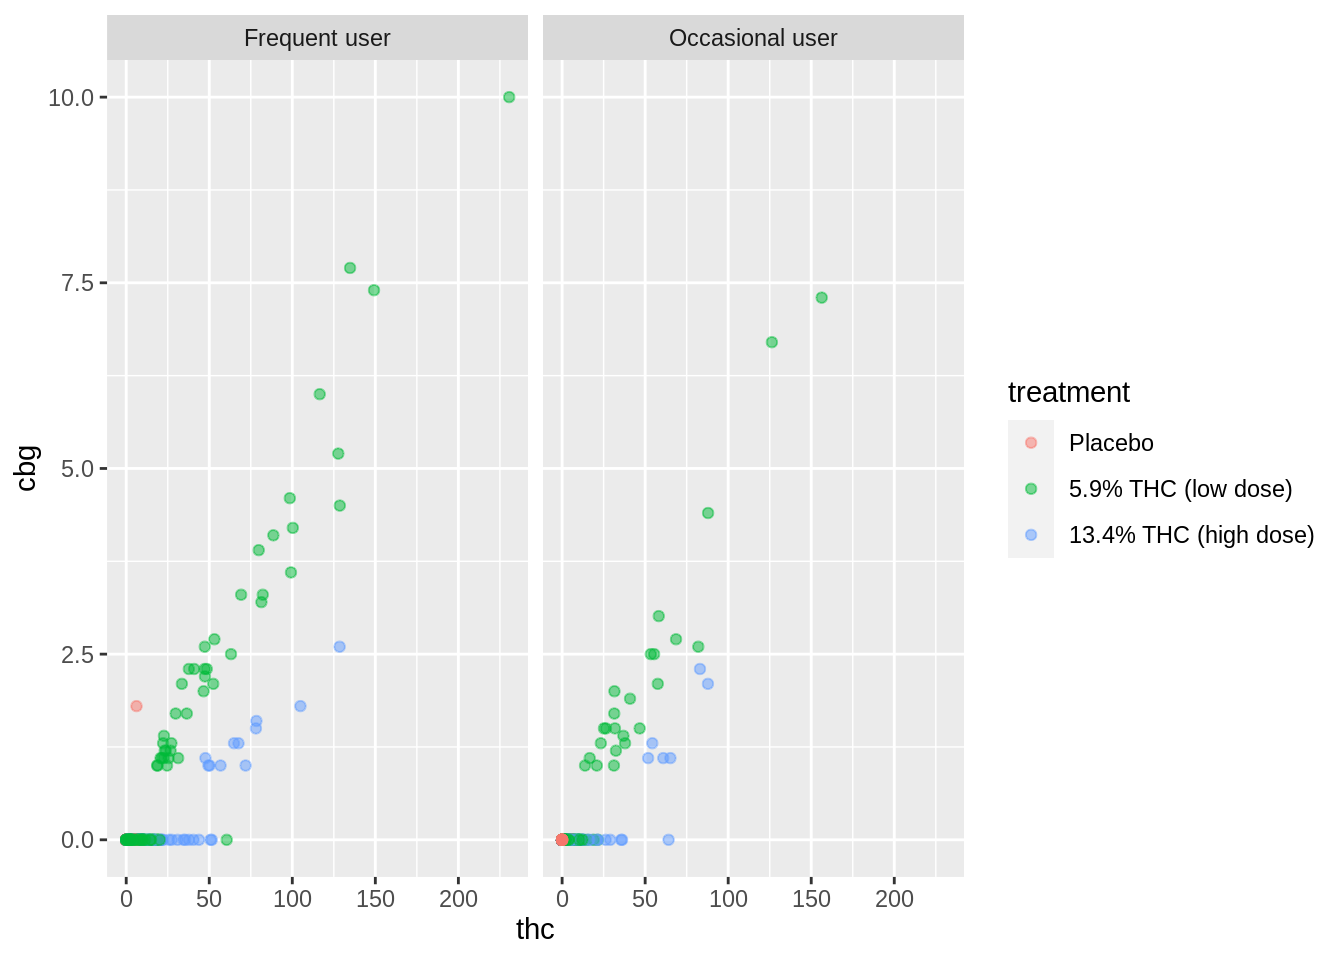 Frequent user
Occasional user
10.0
7.5
5.0
2.5
0.0
cbg
0 50 100 150 200
0 50 100 150 200
thc
treatment
Placebo
5.9% THC (low dose)
13.4% THC (high dose)